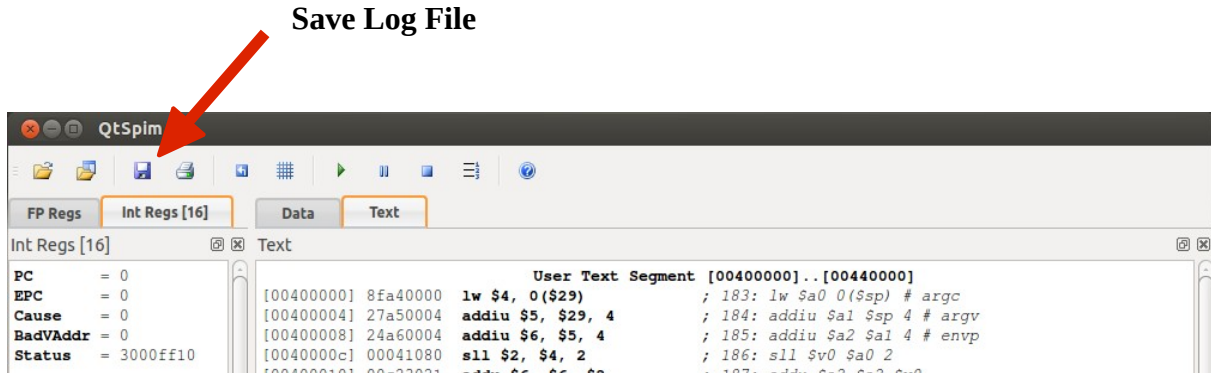 Save Log File
QtSpim
FP Regs Int Regs [16] Data Text
Int Regs [16] Text
PC = 0
EPC = 0
Cause = 0
BadVAddr = 0
Status = 3000ff10
User Text Segment [00400000]..[00440000]
[00400000] 8fa40000 lw $4, 0($29) ; 183: lw $a0 0($sp) # argc
[00400004] 27a50004 addiu $5, $29, 4 ; 184: addiu $a1 $sp 4 # argv
[00400008] 24a60004 addiu $6, $5, 4 ; 185: addiu $a2 $a1 4 # envp
[0040000c] 00041080 sll $2, $4, 2 ; 186: sll $v0 $a0 2